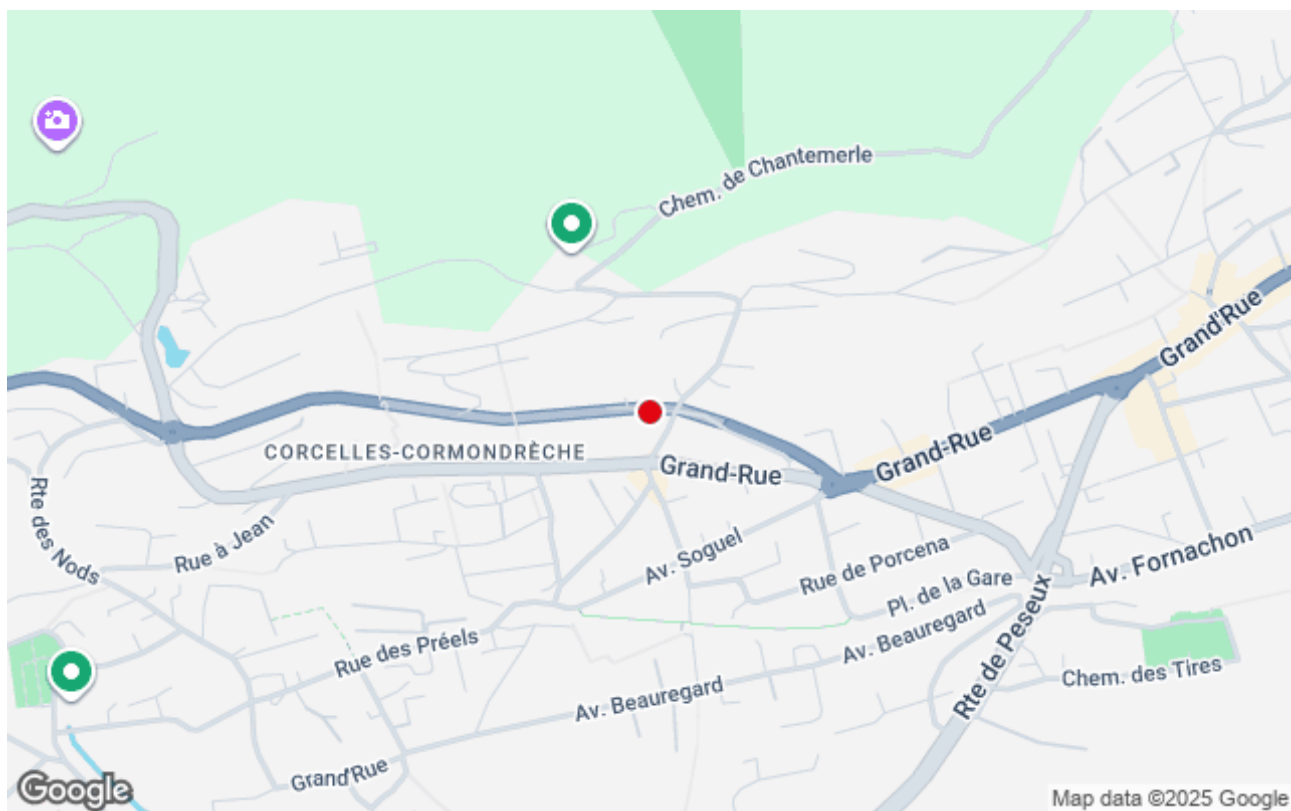 Chem. de Chantemerle
Grand'Rue
Grand-Rue
CORCELLES-CORMONDRÈCHE
Grand-Rue
Rte des Nods
Rue à Jean
Av. Soguel
Rue de Porcena
Av. Fornachon
Pl. de la Gare
Rue des Préels
Av. Beauregard
Rte de Peseux
Chem. des Tires
Av. Beauregard
Grand'Rue
Google
Map data ©2025 Google